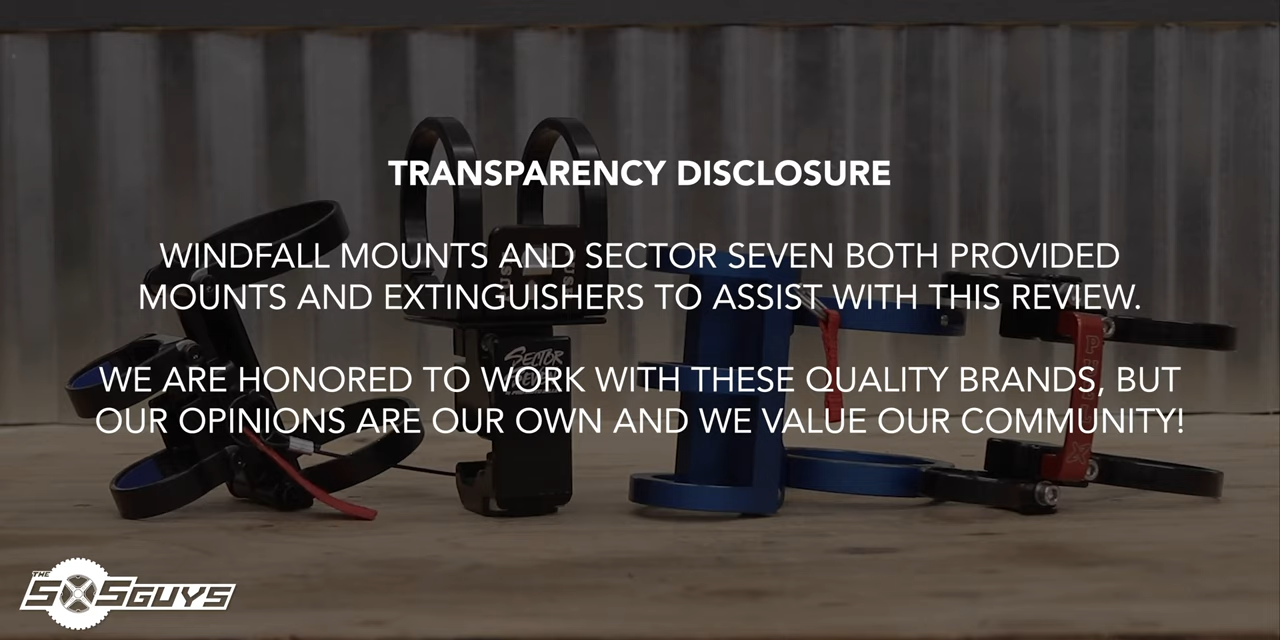 TRANSPARENCY DISCLOSURE
WINDFALL MOUNTS AND SECTOR SEVEN BOTH PROVIDED
MOUNTS AND EXTINGUISHERS TO ASSIST WITH THIS REVIEW.
WE ARE HONORED TO WORK WITH THESE QUALITY BRANDS, BUT
OUR OPINIONS ARE OUR OWN AND WE VALUE OUR COMMUNITY!
SECTOR
THE
SXSGUYS